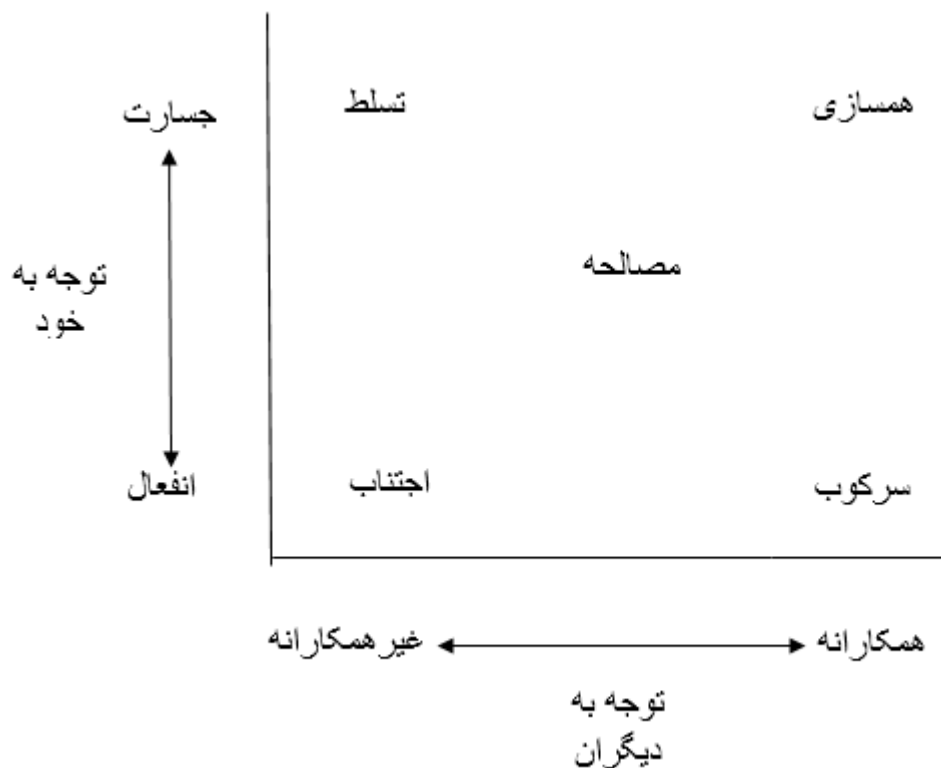 همسازی
تسلط
جسارت
مصالحه
توجه به
خود
سرکوب
اجتناب
انفعال
همکارانه
غیرهمکارانه
توجه به
دیگران